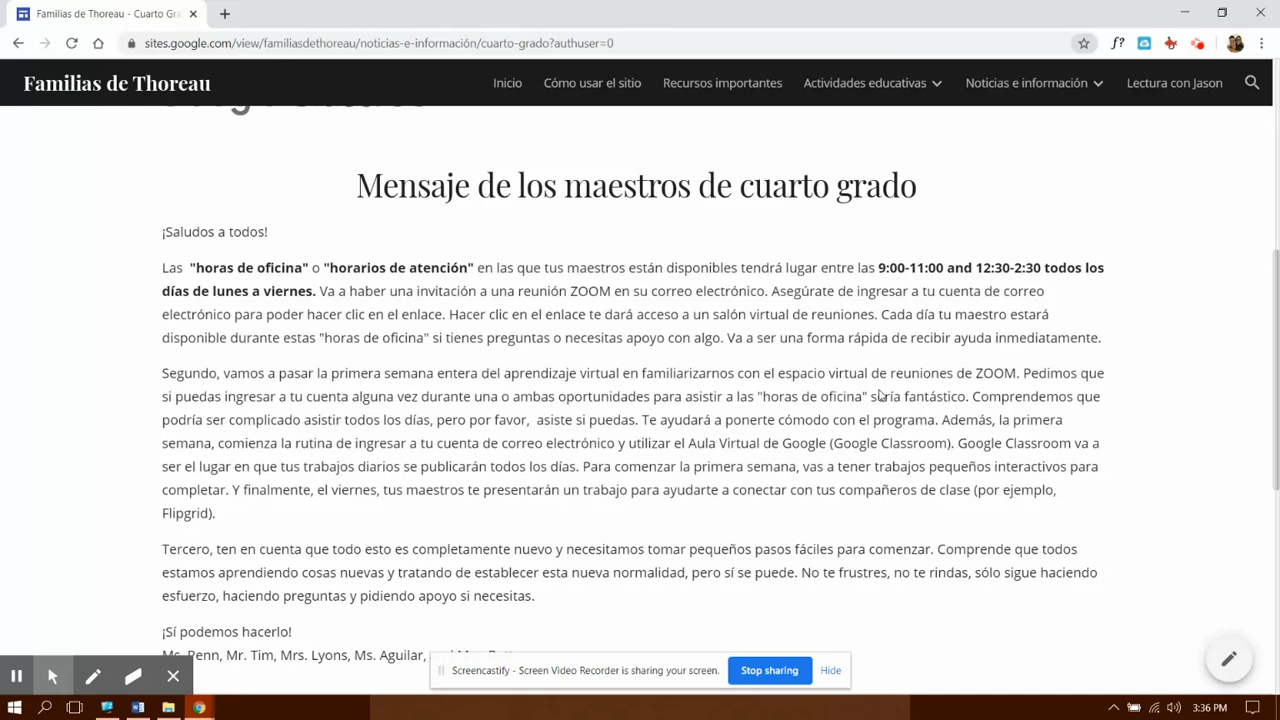 Familias de Thoreau - Cuarto Gra
sites.google.com/view/familiasdethoreau/noticias-e-información/cuarto-grado?authuser=0
Familias de Thoreau
Inicio
Cómo usar el sitio
Recursos importantes
Actividades educativas
Noticias e información
Lectura con Jason
Mensaje de los maestros de cuarto grado
¡Saludos a todos!
Las "horas de oficina" o "horarios de atención" en las que tus maestros están disponibles tendrá lugar entre las 9:00-11:00 and 12:30-2:30 todos los
días de lunes a viernes. Va a haber una invitación a una reunión ZOOM en su correo electrónico. Asegúrate de ingresar a tu cuenta de correo
electrónico para poder hacer clic en el enlace. Hacer clic en el enlace te dará acceso a un salón virtual de reuniones. Cada día tu maestro estará
disponible durante estas "horas de oficina" si tienes preguntas o necesitas apoyo con algo. Va a ser una forma rápida de recibir ayuda inmediatamente.
Segundo, vamos a pasar la primera semana entera del aprendizaje virtual en familiarizarnos con el espacio virtual de reuniones de ZOOM. Pedimos que
si puedas ingresar a tu cuenta alguna vez durante una o ambas oportunidades para asistir a las "horas de oficina" sería fantástico. Comprendemos que
podría ser complicado asistir todos los días, pero por favor, asiste si puedas. Te ayudará a ponerte cómodo con el programa. Además, la primera
semana, comienza la rutina de ingresar a tu cuenta de correo electrónico y utilizar el Aula Virtual de Google (Google Classroom). Google Classroom va a
ser el lugar en que tus trabajos diarios se publicarán todos los días. Para comenzar la primera semana, vas a tener trabajos pequeños interactivos para
completar. Y finalmente, el viernes, tus maestros te presentarán un trabajo para ayudarte a conectar con tus compañeros de clase (por ejemplo,
Flipgrid).
Tercero, ten en cuenta que todo esto es completamente nuevo y necesitamos tomar pequeños pasos fáciles para comenzar. Comprende que todos
estamos aprendiendo cosas nuevas y tratando de establecer esta nueva normalidad, pero sí se puede. No te frustres, no te rindas, sólo sigue haciendo
esfuerzo, haciendo preguntas y pidiendo apoyo si necesitas.
¡Sí podemos hacerlo!
Ms. Penn, Mr. Tim, Mrs. Lyons, Ms. Aguilar,
Screencastify - Screen Video Recorder is sharing your screen.
Stop sharing
Hide
3:36 PM